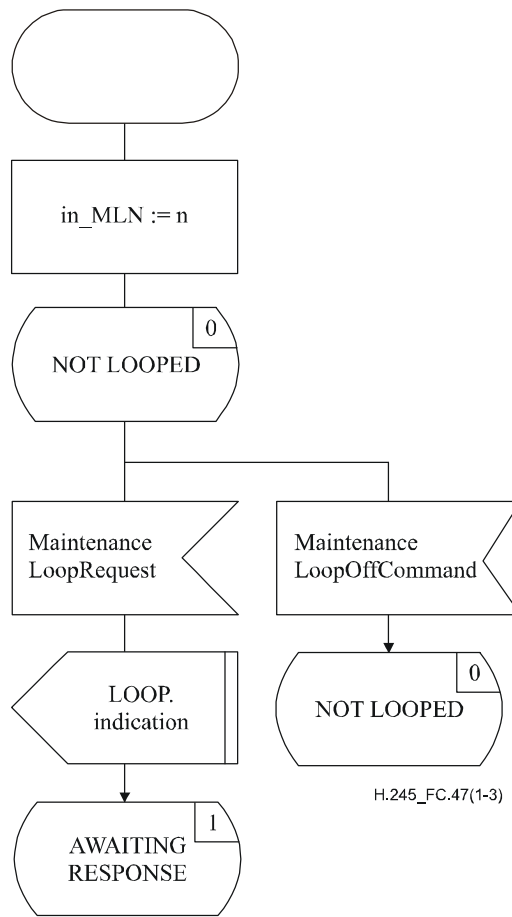 in_MLN := n
0
NOT LOOPED
Maintenance
LoopRequest
Maintenance
LoopOffCommand
LOOP.
indication
0
NOT LOOPED
H.245_FC.47(1-3)
1
AWAITING
RESPONSE